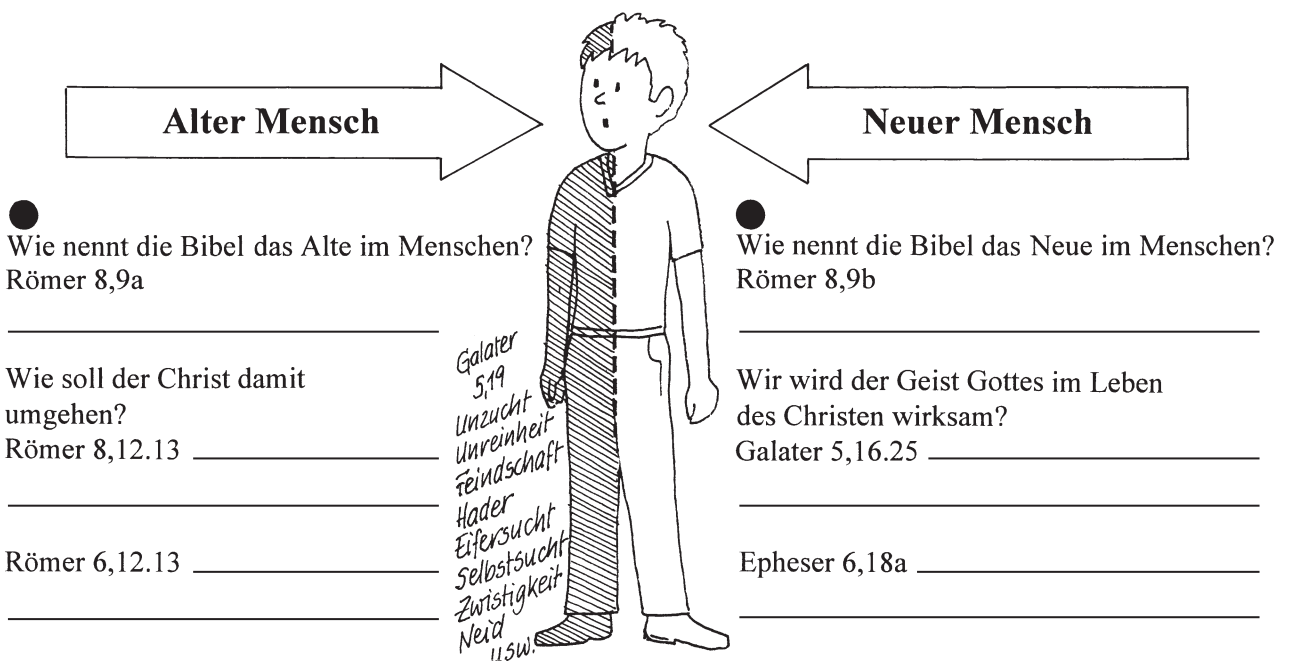 Alter Mensch
Neuer Mensch
Wie nennt die Bibel das Alte im Menschen?
Römer 8,9a
Wie soll der Christ damit
umgehen?
Römer 8,12.13
Römer 6,12.13
Galater
5,19
Unzucht
Unreinheit
Feindschaft
Hader
Eifersucht
Selbstsucht
Zwistigkeit
Neid
usw.
Wie nennt die Bibel das Neue im Menschen?
Römer 8,9b
Wir wird der Geist Gottes im Leben
des Christen wirksam?
Galater 5,16.25
Epheser 6,18a